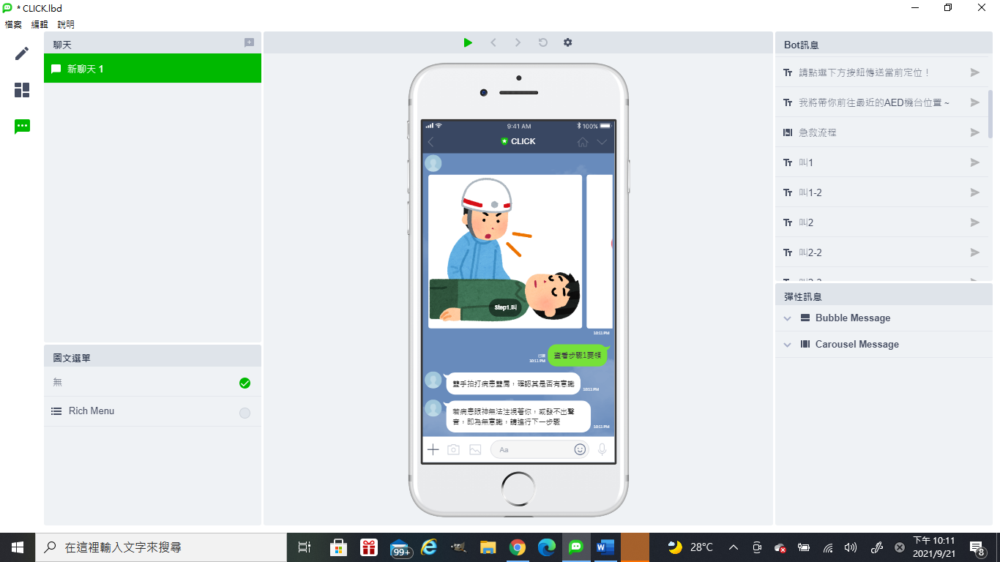 * CLICK.lbd
檔案 編輯 說明
聊天
新聊天 1
圖文選單
無
Rich Menu
9:41 AM
100%
CLICK
Step1.叫
10:11 PM
查看步驟1要領
已讀
10:11 PM
雙手拍打病患雙肩，確認其是否有意識
10:11 PM
若病患眼神無法注視著你，或發不出聲
音，即為無意識，請進行下一步驟
10:11 PM
Aa
Bot訊息
請點選下方按鈕傳送當前定位！
我將帶你前往最近的AED機台位置~
急救流程
叫1
叫1-2
叫2
叫2-2
彈性訊息
Bubble Message
Carousel Message
在這裡輸入文字來搜尋
99+
28°C
下午 10:11
2021/9/21
8